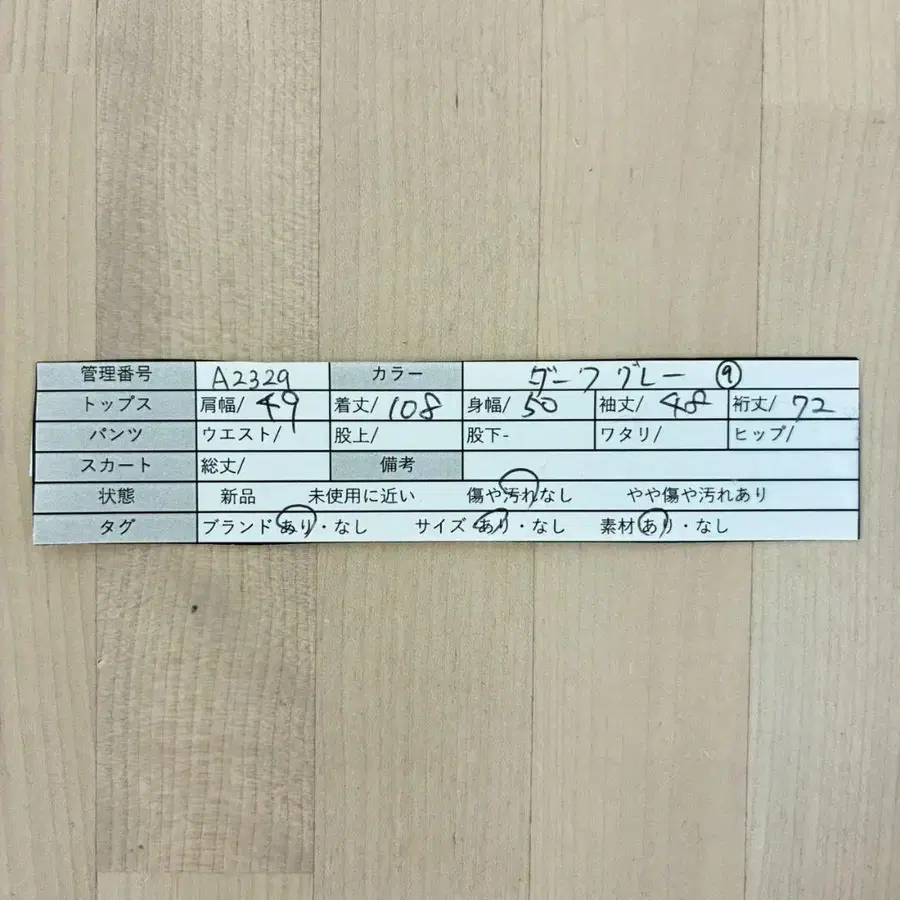 管理番号 A2329 カラー ダークグレー ⑨
トップス 肩幅/ 49 着丈/ 108 身幅/ 50 袖丈/ 48 裄丈/ 72
パンツ ウエスト/ 股上/ 股下- ワタリ/ ヒップ/
スカート 総丈/ 備考
状態 新品 未使用に近い 傷や汚れなし やや傷や汚れあり
タグ ブランドあり・なし サイズあり・なし 素材あり・なし